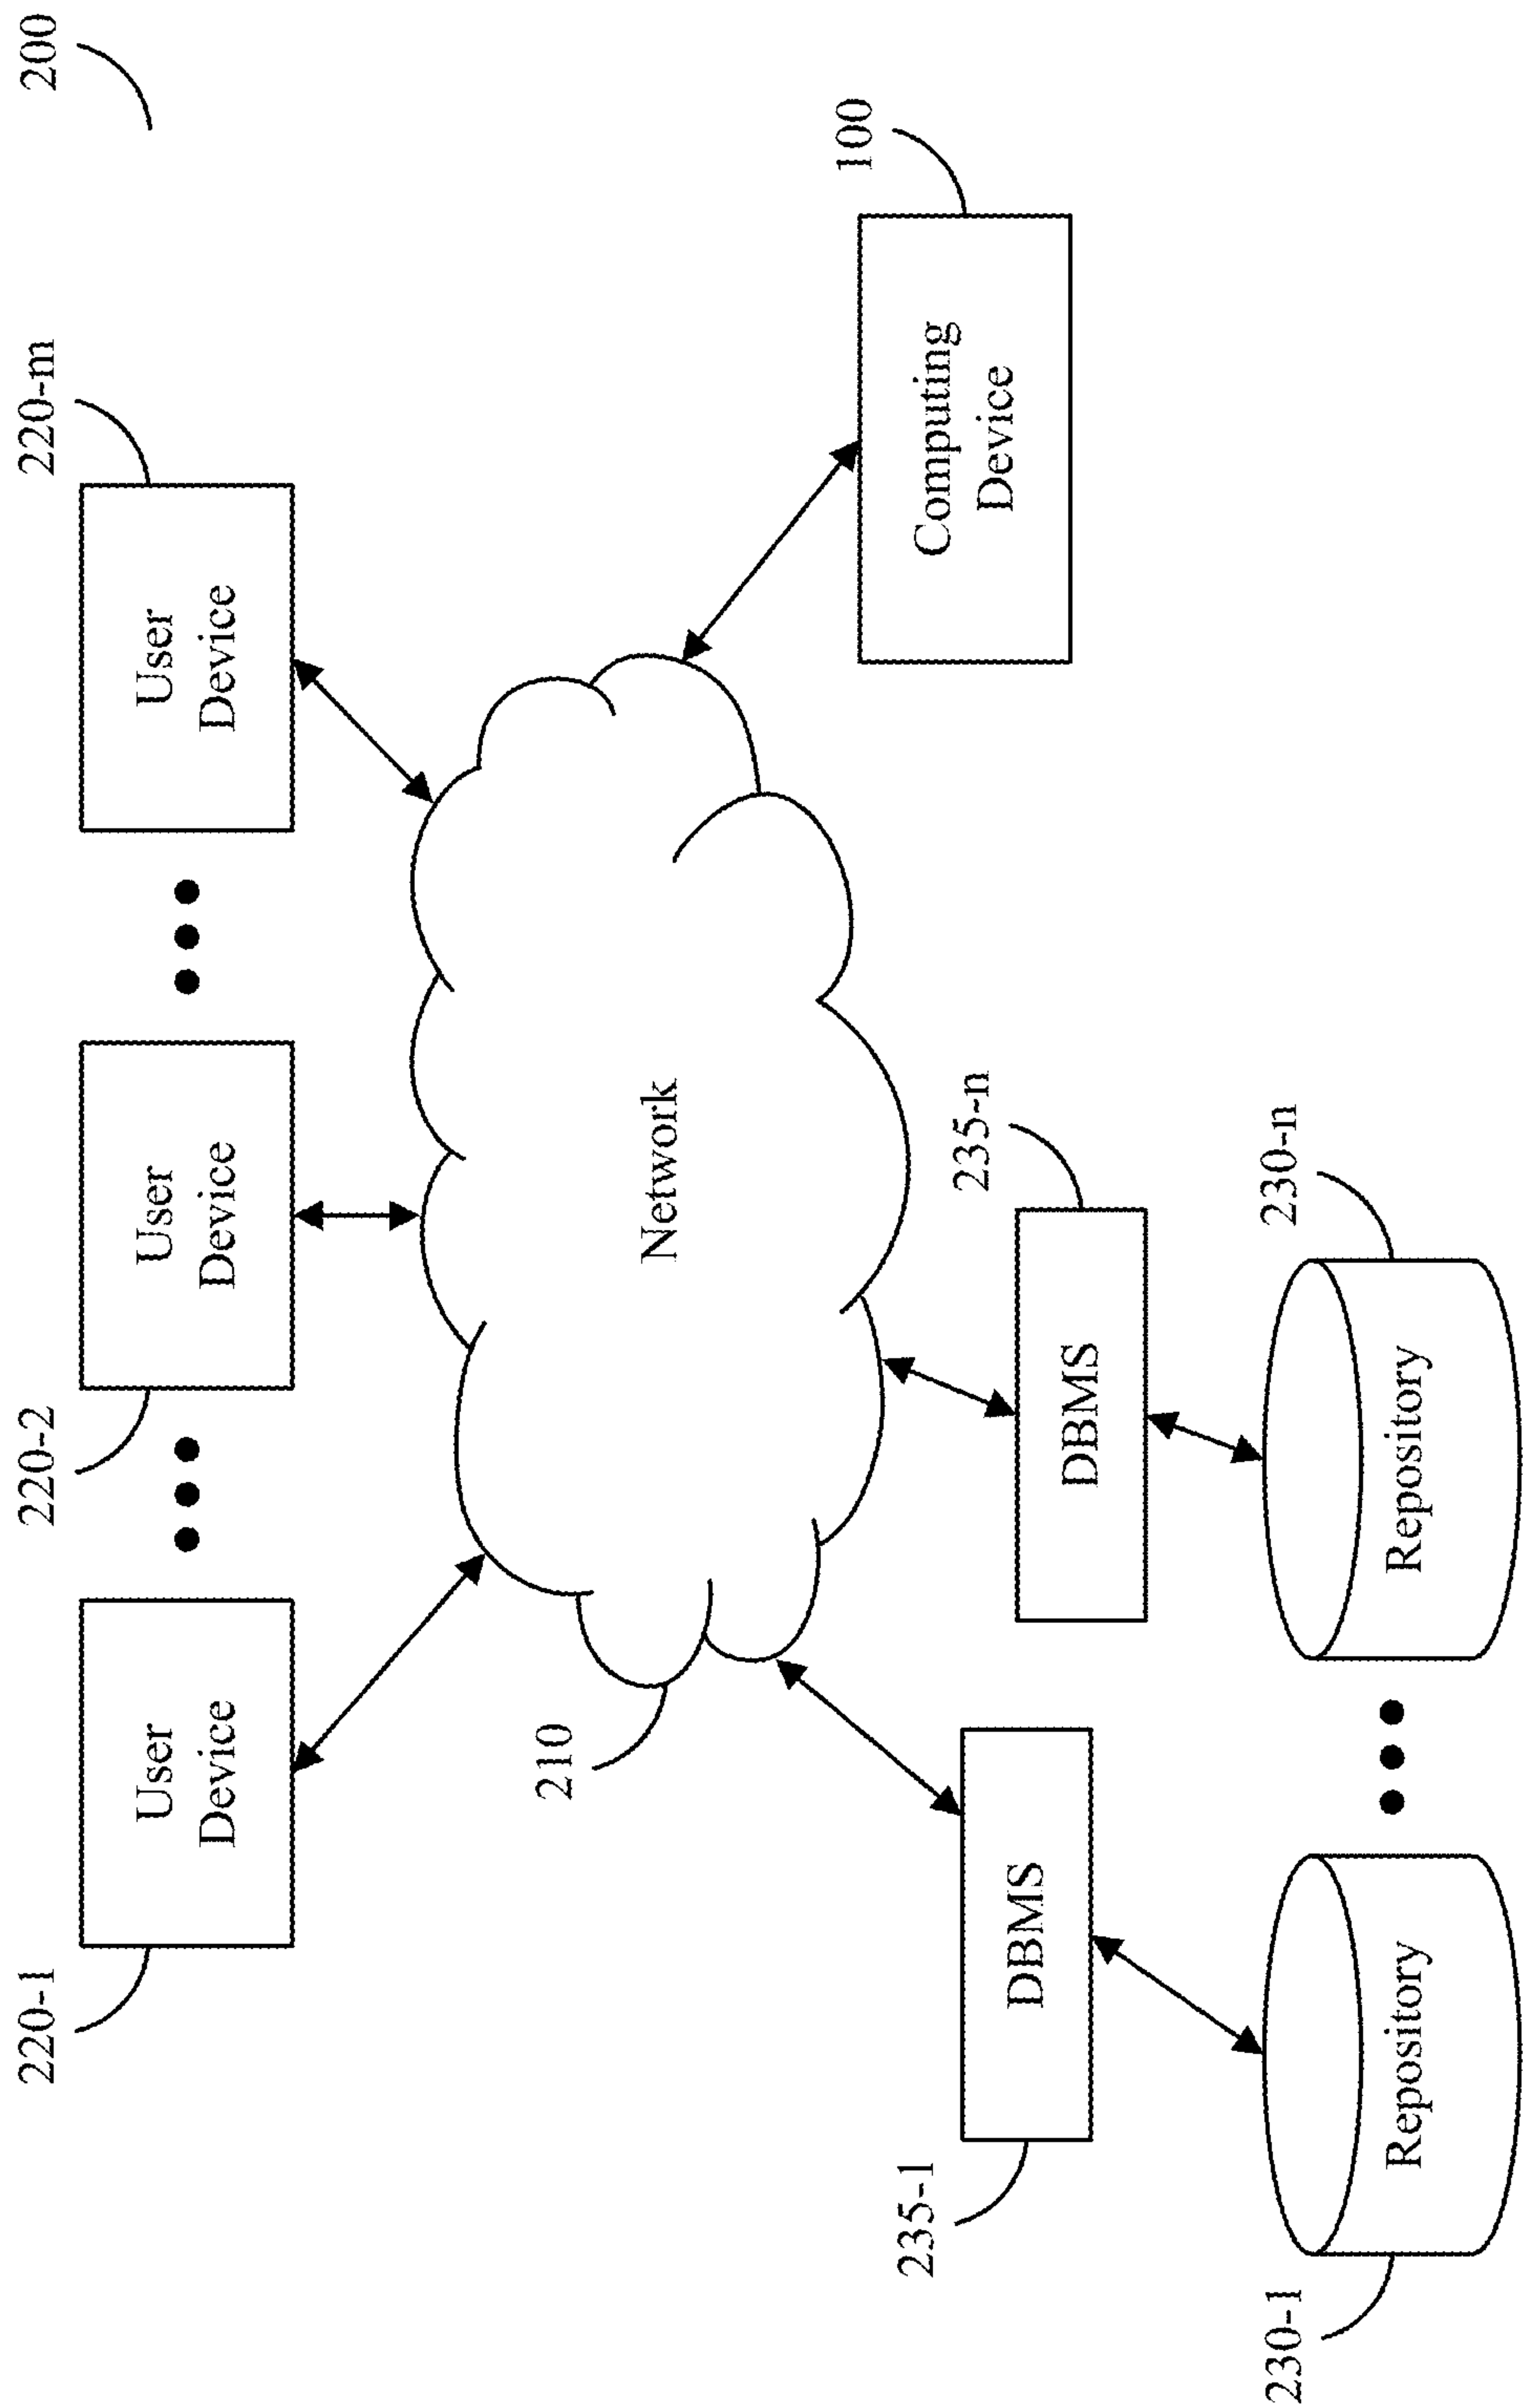 200
220-1
User
Device
220-2
User
Device
220-m
User
Device
210
Network
100
Computing
Device
235-1
DBMS
235-n
DBMS
230-1
Repository
230-n
Repository